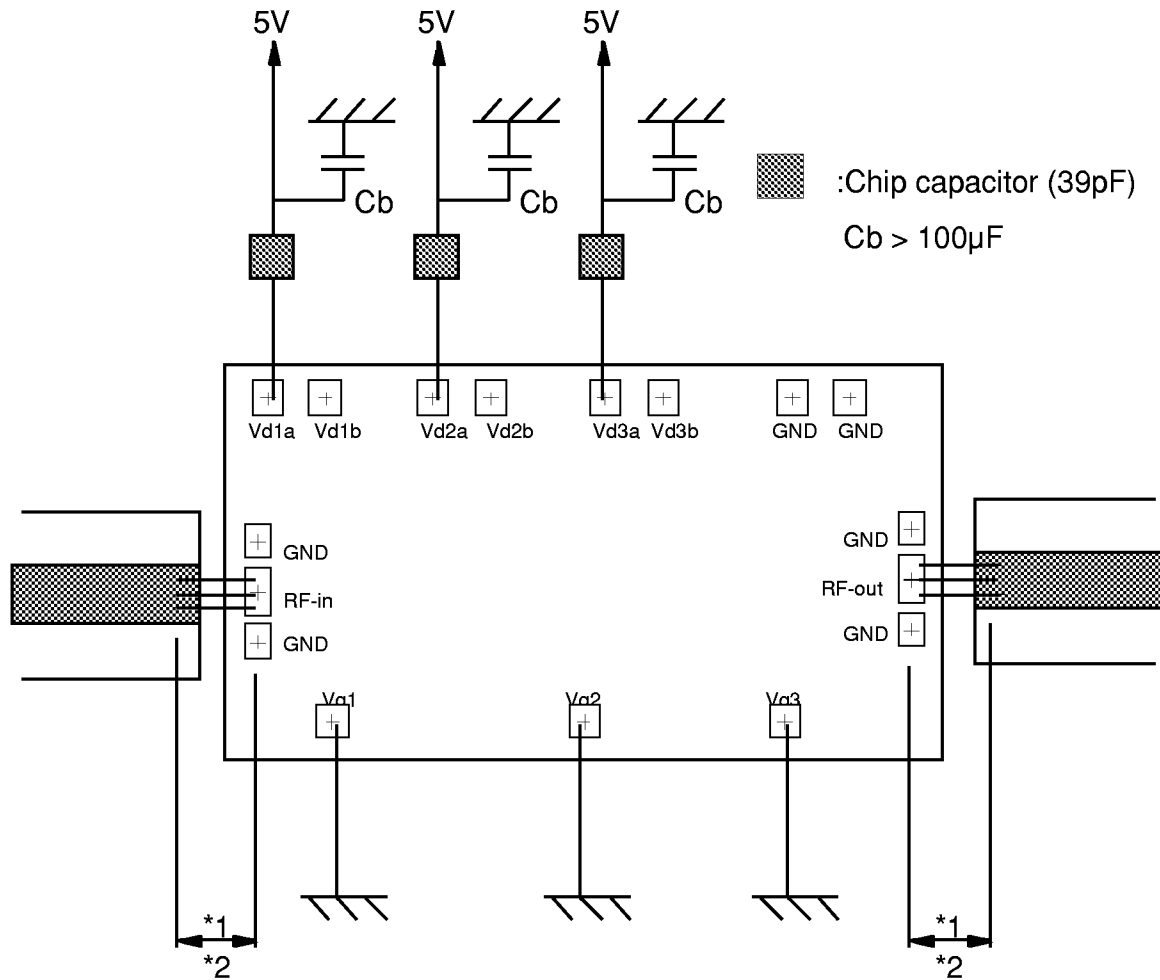 5V 5V 5V
Cb Cb Cb
:Chip capacitor (39pF)
Cb > 100µF
Vd1a Vd1b Vd2a Vd2b Vd3a Vd3b GND GND
GND
RF-in
GND
GND
RF-out
GND
Vg1 Vg2 Vg3
*1
*2
*1
*2